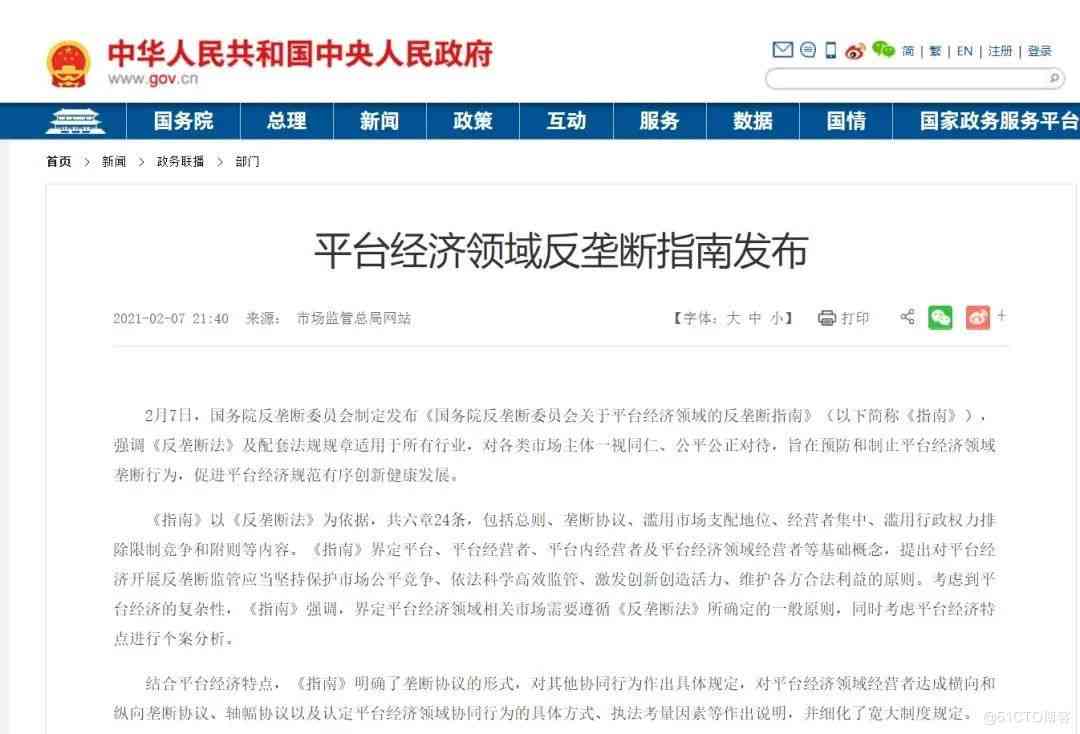 中华人民共和国中央人民政府
www.gov.cn
简 | 繁 | EN | 注册 | 登录
国务院 总理 新闻 政策 互动 服务 数据 国情 国家政务服务平台
首页 > 新闻 > 政务联播 > 部门
平台经济领域反垄断指南发布
2021-02-07 21:40 来源： 市场监管总局网站 【字体：大 中 小】 打印 +
2月7日，国务院反垄断委员会制定发布《国务院反垄断委员会关于平台经济领域的反垄断指南》（以下简称《指南》），
强调《反垄断法》及配套法规规章适用于所有行业，对各类市场主体一视同仁、公平公正对待，旨在预防和制止平台经济领域
垄断行为，促进平台经济规范有序创新健康发展。
《指南》以《反垄断法》为依据，共六章24条，包括总则、垄断协议、滥用市场支配地位、经营者集中、滥用行政权力排
除限制竞争和附则等内容。《指南》界定平台、平台经营者、平台内经营者及平台经济领域经营者等基础概念，提出对平台经
济开展反垄断监管应当坚持保护市场公平竞争、依法科学高效监管、激发创新创造活力、维护各方合法利益的原则。考虑到平
台经济的复杂性，《指南》强调，界定平台经济领域相关市场需要遵循《反垄断法》所确定的一般原则，同时考虑平台经济特
点进行个案分析。
结合平台经济特点，《指南》明确了垄断协议的形式，对其他协同行为作出具体规定，对平台经济领域经营者达成横向和
纵向垄断协议、轴辐协议以及认定平台经济领域协同行为的具体方式、执法考量因素等作出说明，并细化了宽大制度规定。
@51CTO博客